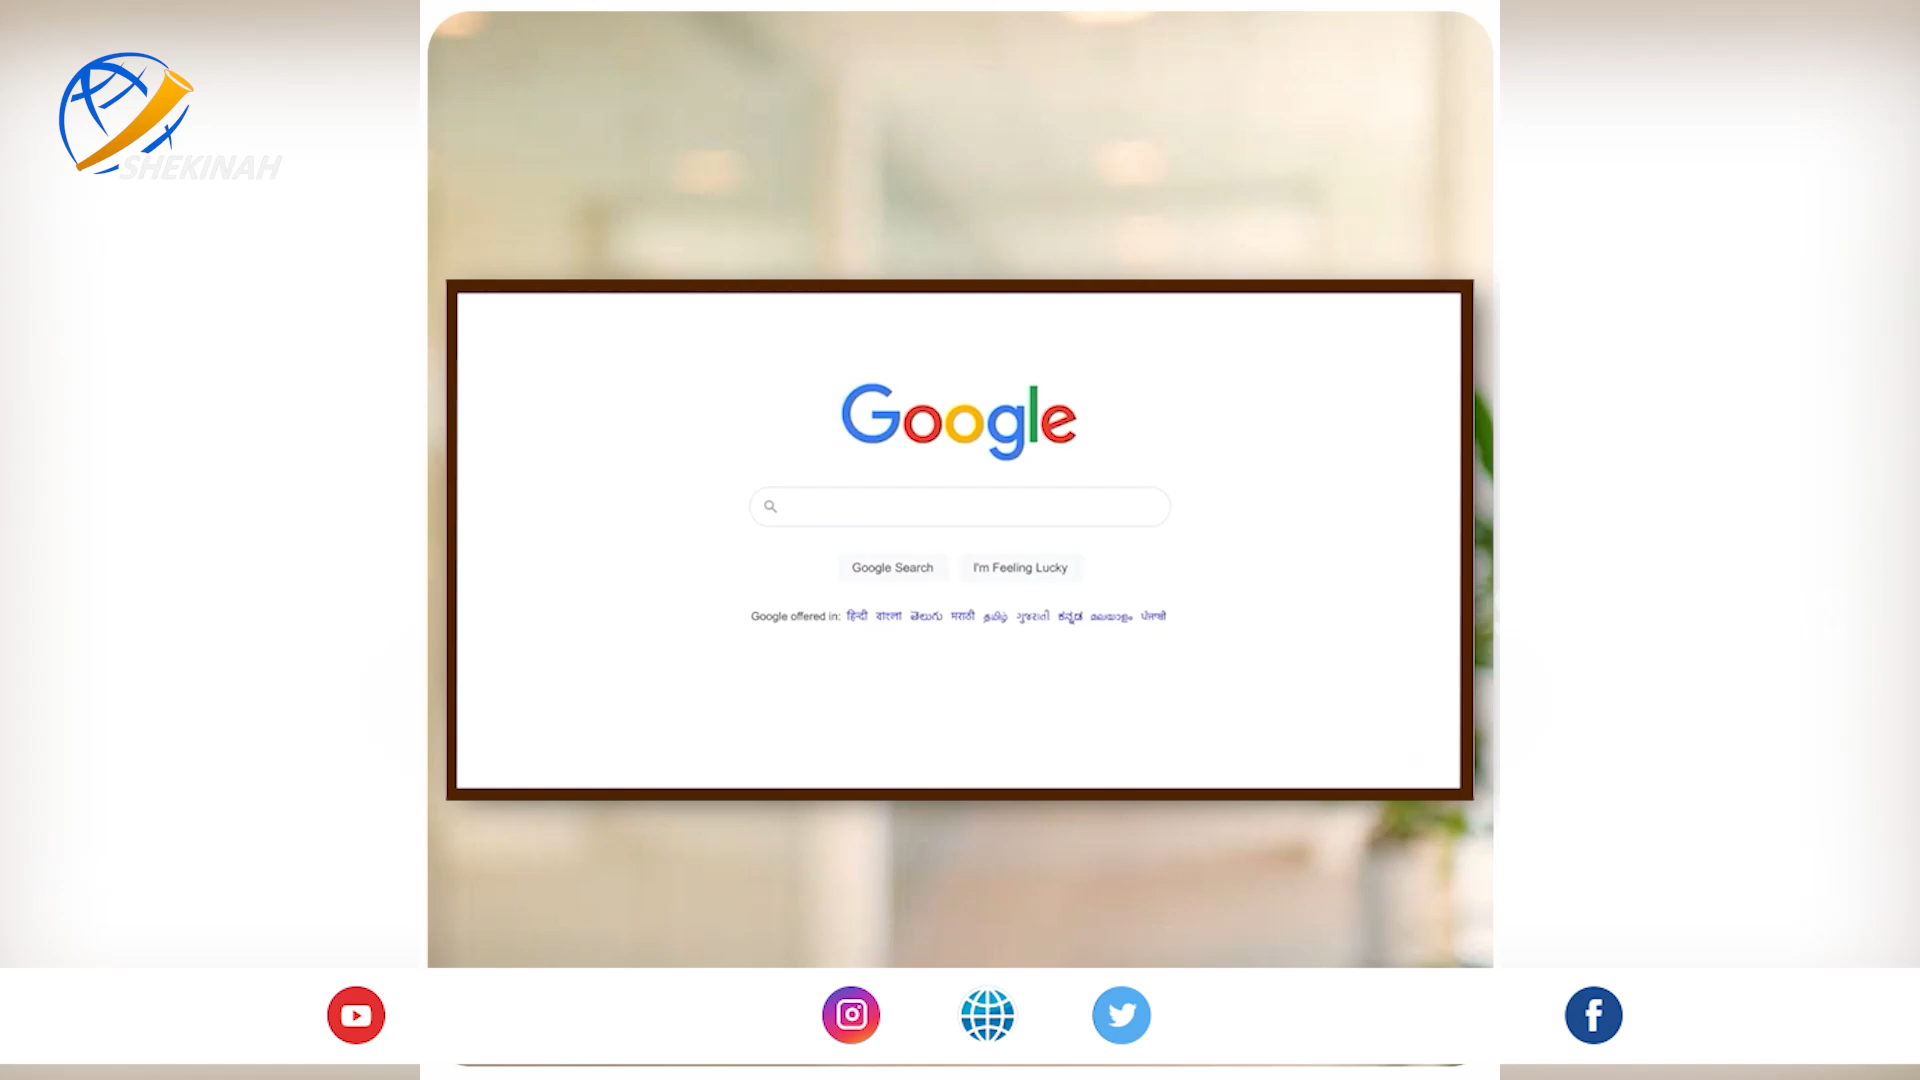 SHEKINAH
Google
Google Search I'm Feeling Lucky
Google offered in: हिन्दी বাংলা తెలుగు मराठी தமிழ் ગુજરાતી ಕನ್ನಡ മലയാളം ਪੰਜਾਬੀ